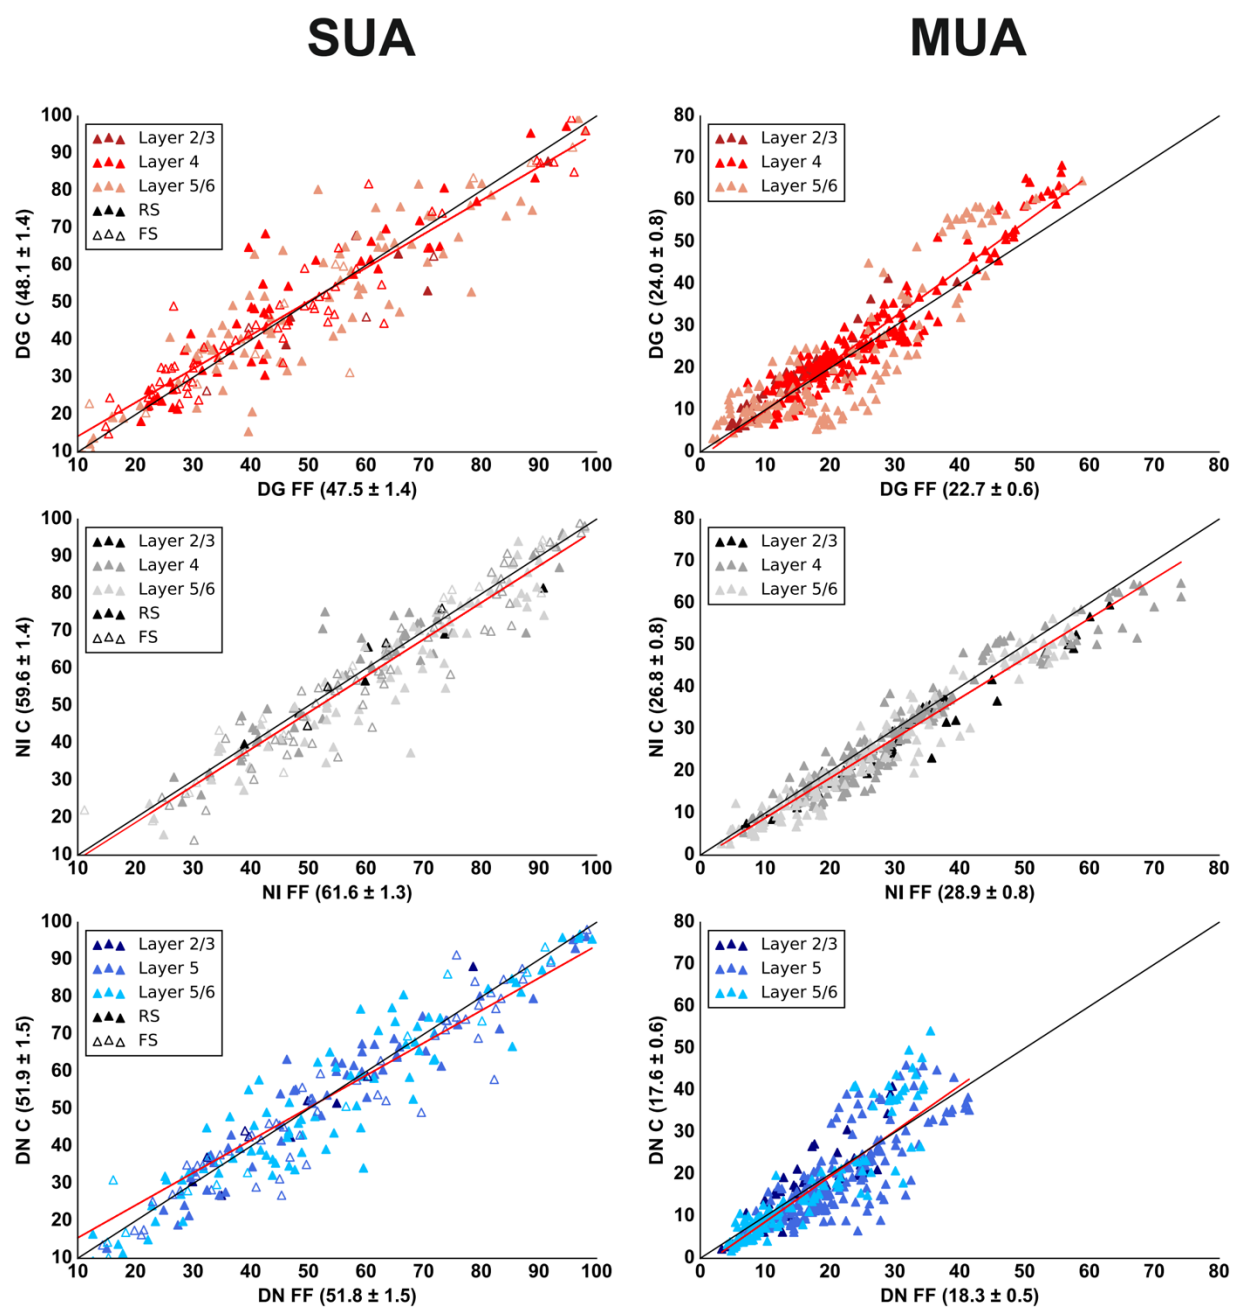 SUA
MUA
100
90
80
70
60
50
40
30
20
10
DG C (48.1 ± 1.4)
Layer 2/3
Layer 4
Layer 5/6
RS
FS
10 20 30 40 50 60 70 80 90 100
DG FF (47.5 ± 1.4)
80
70
60
50
40
30
20
10
0
DG C (24.0 ± 0.8)
Layer 2/3
Layer 4
Layer 5/6
0 10 20 30 40 50 60 70 80
DG FF (22.7 ± 0.6)
100
90
80
70
60
50
40
30
20
10
NI C (59.6 ± 1.4)
Layer 2/3
Layer 4
Layer 5/6
RS
FS
10 20 30 40 50 60 70 80 90 100
NI FF (61.6 ± 1.3)
80
70
60
50
40
30
20
10
0
NI C (26.8 ± 0.8)
Layer 2/3
Layer 4
Layer 5/6
0 10 20 30 40 50 60 70 80
NI FF (28.9 ± 0.8)
100
90
80
70
60
50
40
30
20
10
DN C (51.9 ± 1.5)
Layer 2/3
Layer 5
Layer 5/6
RS
FS
10 20 30 40 50 60 70 80 90 100
DN FF (51.8 ± 1.5)
80
70
60
50
40
30
20
10
0
DN C (17.6 ± 0.6)
Layer 2/3
Layer 5
Layer 5/6
0 10 20 30 40 50 60 70 80
DN FF (18.3 ± 0.5)